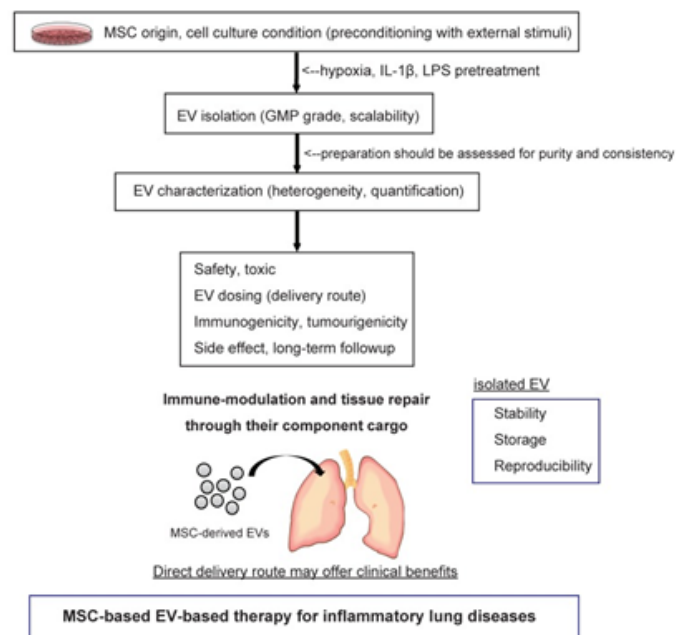 MSC origin, cell culture condition (preconditioning with external stimuli)
<--hypoxia, IL-1β, LPS pretreatment
EV isolation (GMP grade, scalability)
<--preparation should be assessed for purity and consistency
EV characterization (heterogeneity, quantification)
Safety, toxic
EV dosing (delivery route)
Immunogenicity, tumourigenicity
Side effect, long-term followup
Immune-modulation and tissue repair
through their component cargo
isolated EV
Stability
Storage
Reproducibility
MSC-derived EVs
Direct delivery route may offer clinical benefits
MSC-based EV-based therapy for inflammatory lung diseases